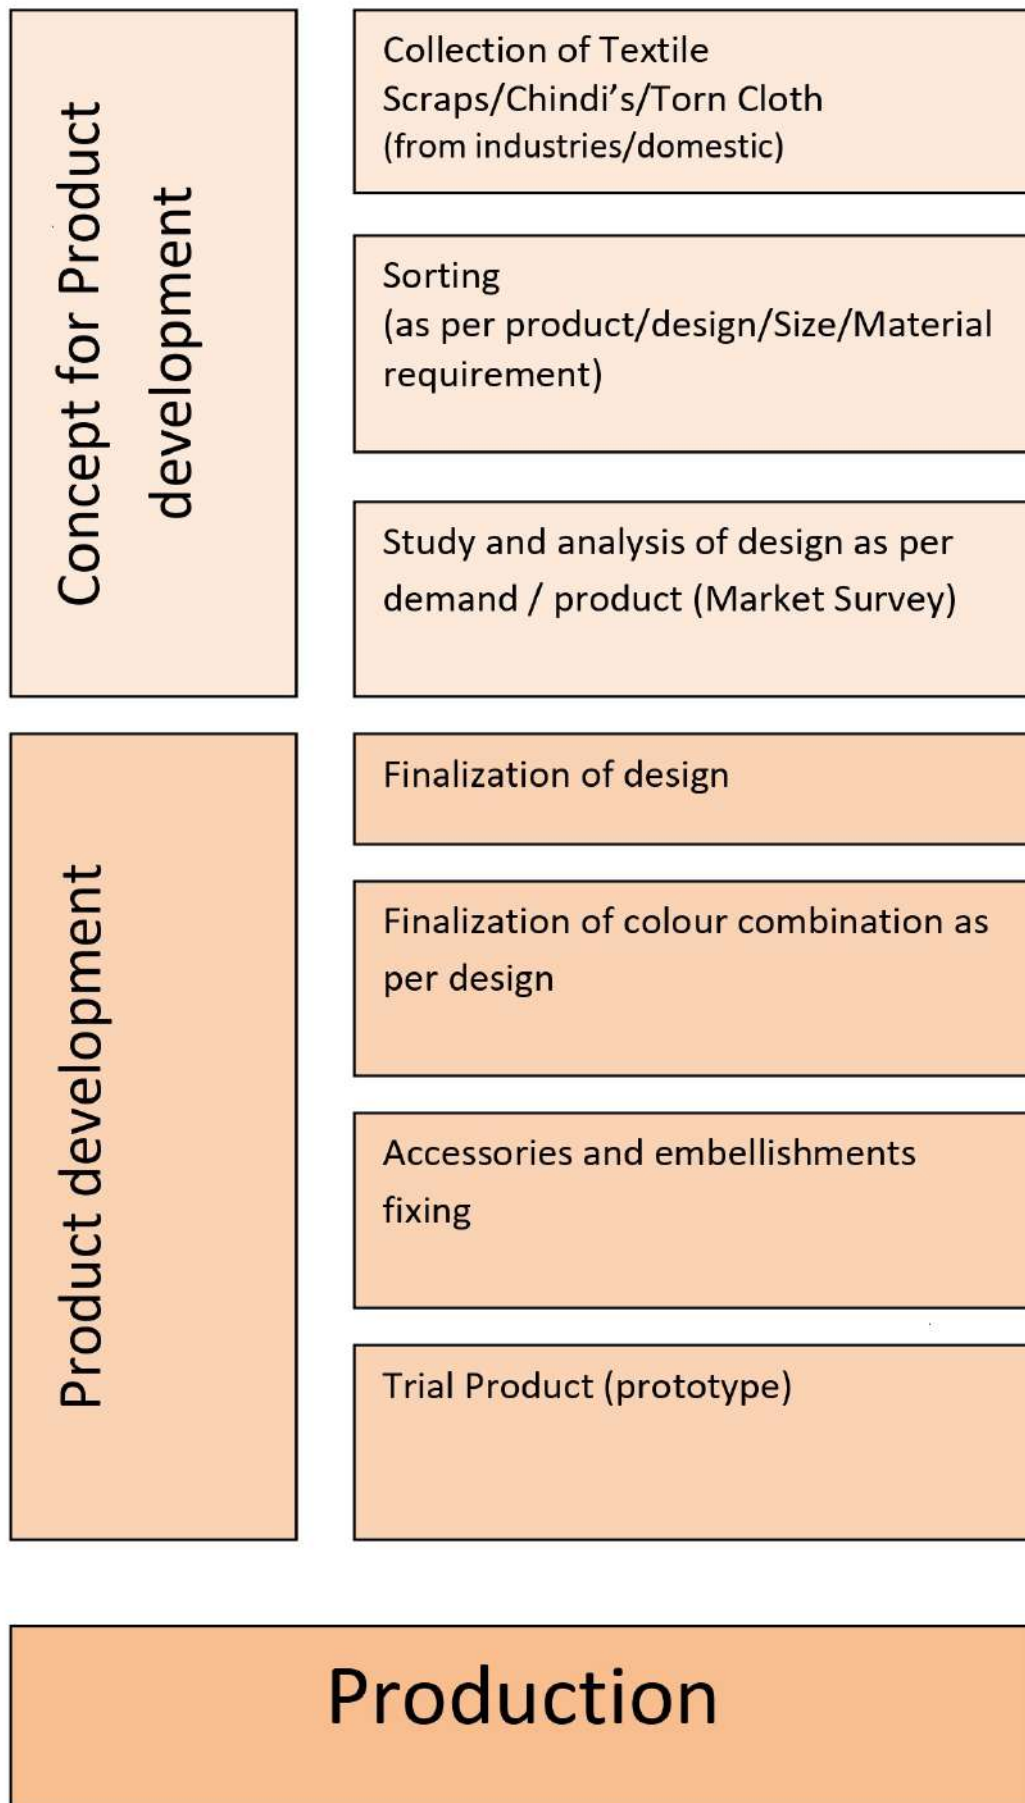 Concept for Product
development
Collection of Textile
Scraps/Chindi's/Torn Cloth
(from industries/domestic)
Sorting
(as per product/design/Size/Material
requirement)
Study and analysis of design as per
demand / product (Market Survey)
Product development
Finalization of design
Finalization of colour combination as
per design
Accessories and embellishments
fixing
Trial Product (prototype)
Production